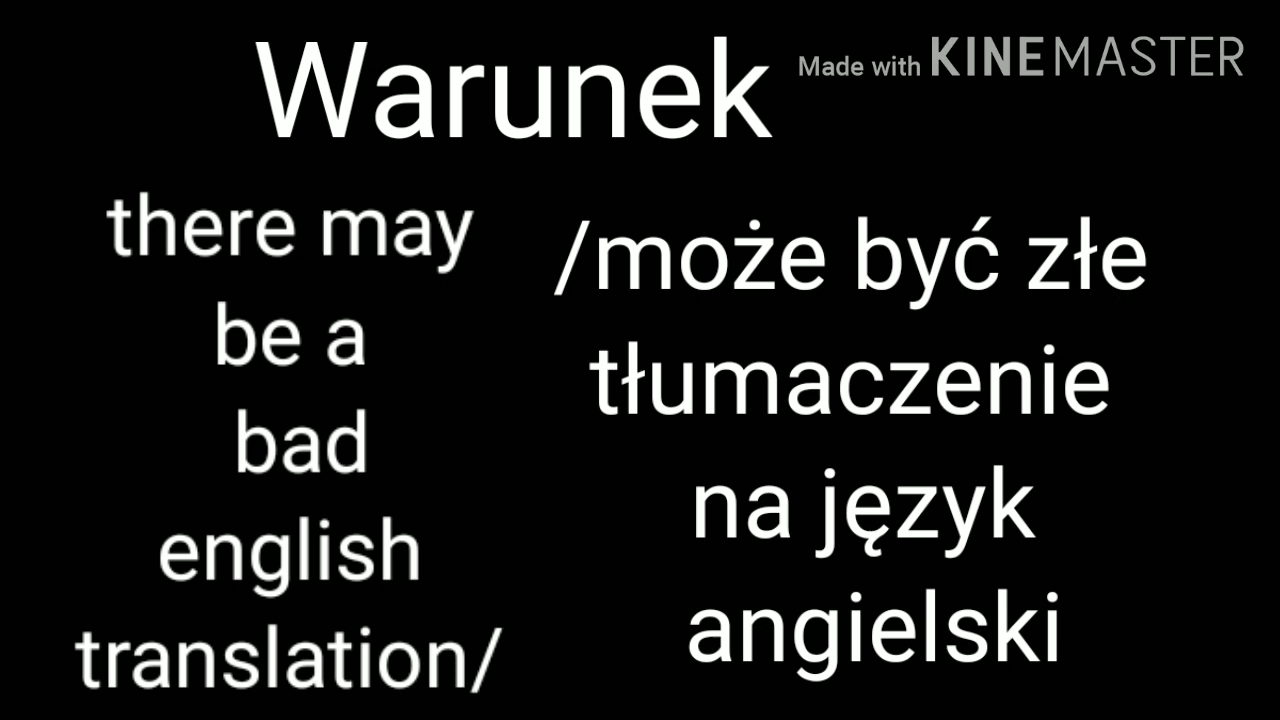 Warunek
Made with KINEMASTER
there may
be a
bad
english
translation/
/może być złe
tłumaczenie
na język
angielski